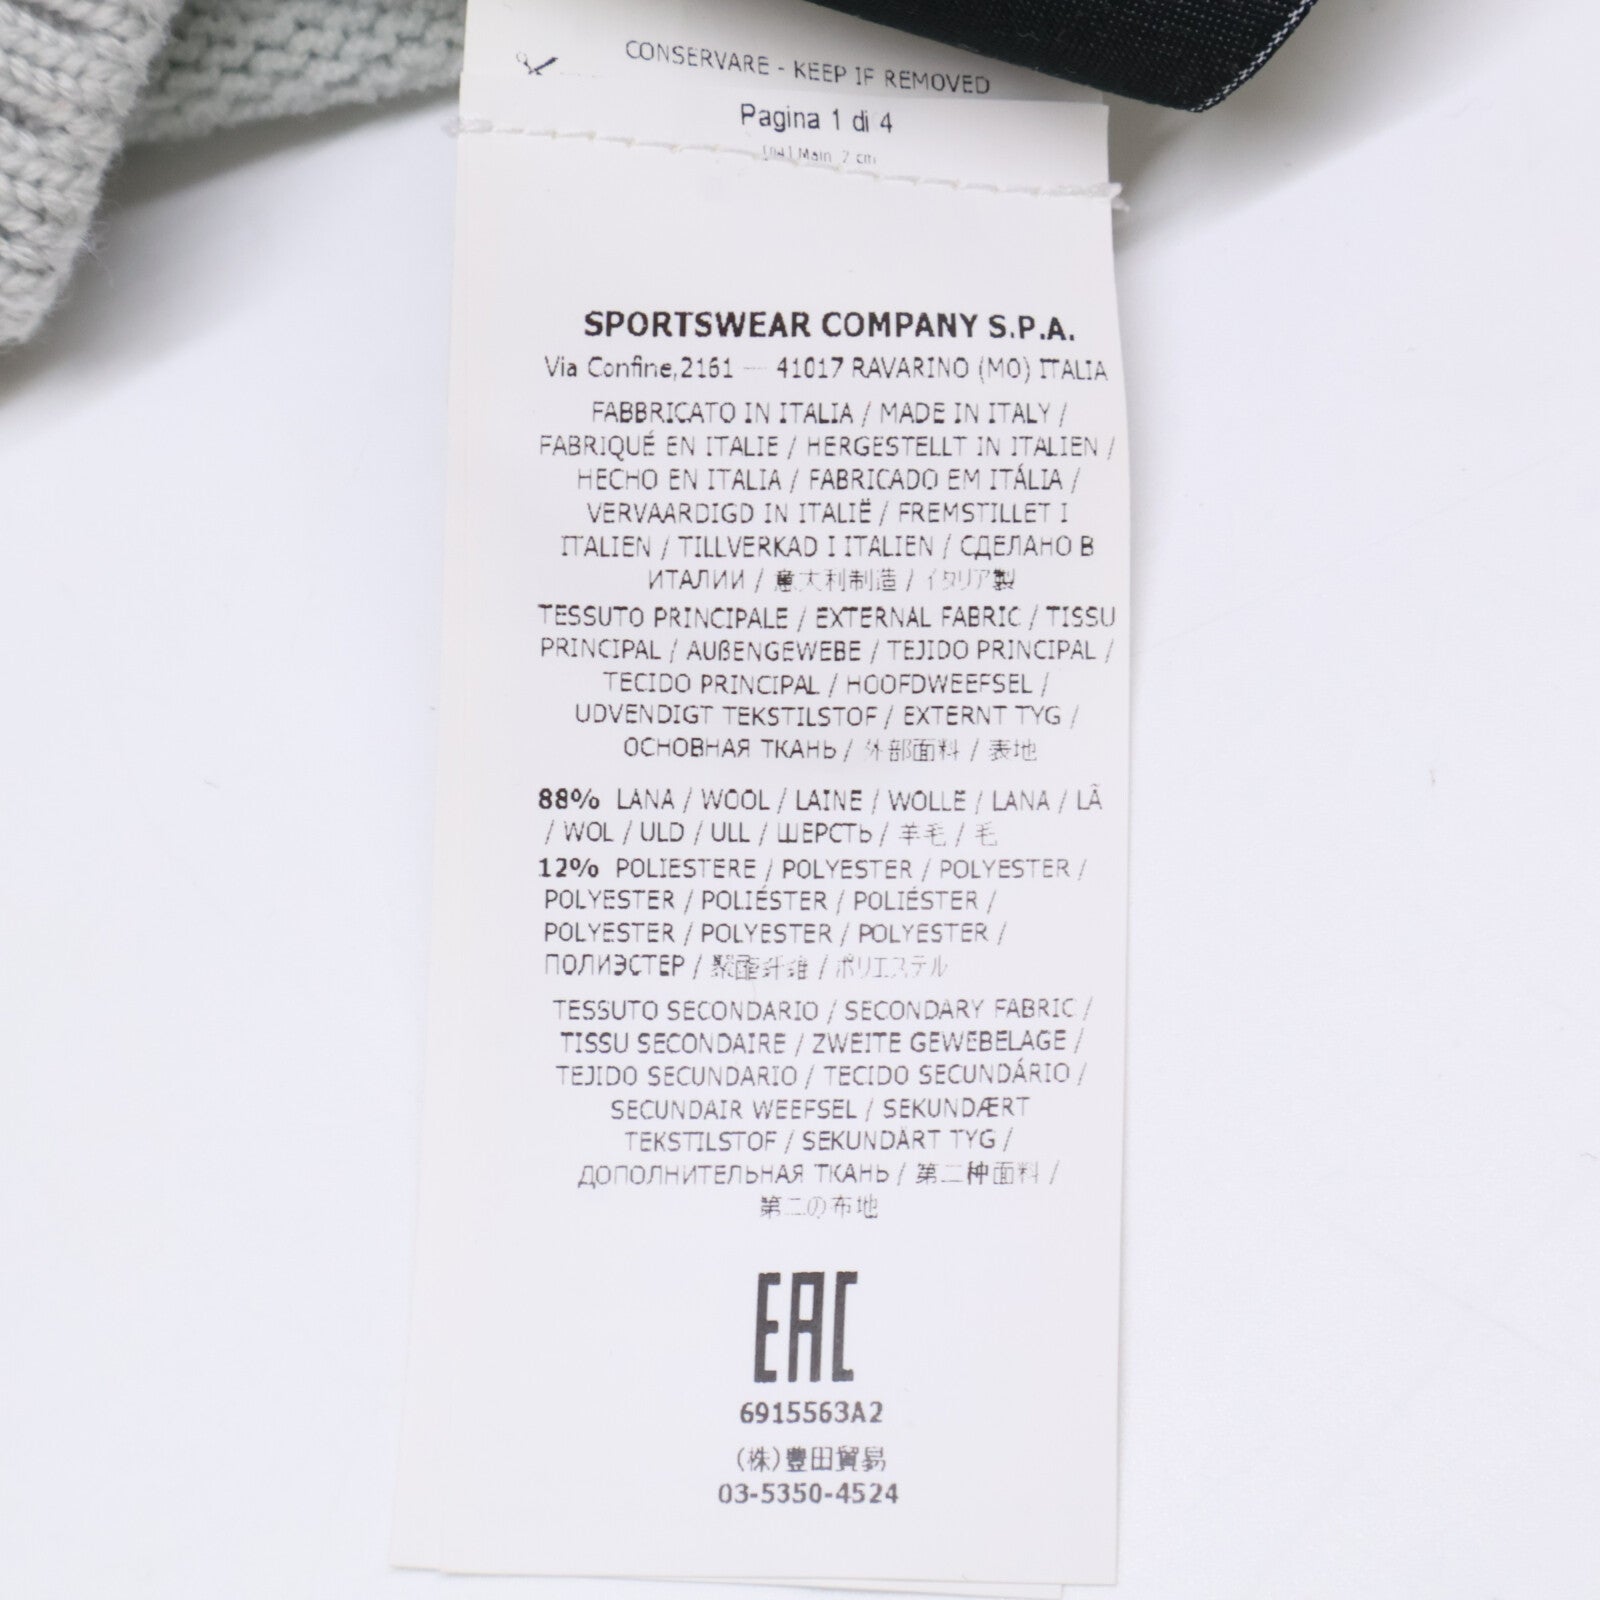 CONSERVARE - KEEP IF REMOVED
Pagina 1 di 4
Main 2 cm
SPORTSWEAR COMPANY S.P.A.
Via Confine,2161 — 41017 RAVARINO (MO) ITALIA
FABBRICATO IN ITALIA / MADE IN ITALY /
FABRIQUÉ EN ITALIE / HERGESTELLT IN ITALIEN /
HECHO EN ITALIA / FABRICADO EM ITÁLIA /
VERVAARDIGD IN ITALIË / FREMSTILLET I
ITALIEN / TILLVERKAD I ITALIEN / СДЕЛАНО В
ИТАЛИИ / 意大利制造 / イタリア製
TESSUTO PRINCIPALE / EXTERNAL FABRIC / TISSU
PRINCIPAL / AUßENGEWEBE / TEJIDO PRINCIPAL /
TECIDO PRINCIPAL / HOOFDWEEFSEL /
UDVENDIGT TEKSTILSTOF / EXTERNT TYG /
ОСНОВНАЯ ТКАНЬ / 外部面料 / 表地
88% LANA / WOOL / LAINE / WOLLE / LANA / LÃ
/ WOL / ULD / ULL / ШЕРСТЬ / 羊毛 / 毛
12% POLIESTERE / POLYESTER / POLYESTER /
POLYESTER / POLIÉSTER / POLIÉSTER /
POLYESTER / POLYESTER / POLYESTER /
ПОЛИЭСТЕР / 聚酯纤维 / ポリエステル
TESSUTO SECONDARIO / SECONDARY FABRIC /
TISSU SECONDAIRE / ZWEITE GEWEBELAGE /
TEJIDO SECUNDARIO / TECIDO SECUNDÁRIO /
SECUNDAIR WEEFSEL / SEKUNDÆRT
TEKSTILSTOF / SEKUNDÄRT TYG /
ДОПОЛНИТЕЛЬНАЯ ТКАНЬ / 第二种面料 /
第二の布地
EAC
6915563A2
(株)豊田貿易
03-5350-4524